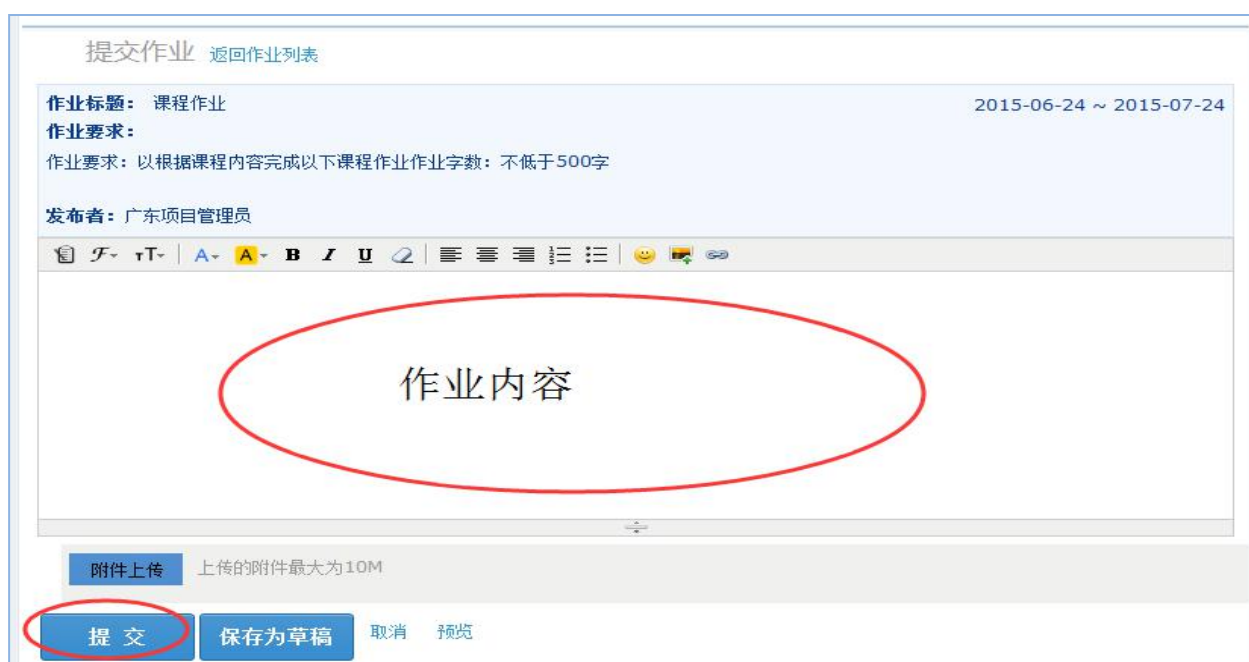 提交作业 返回作业列表
作业标题： 课程作业 2015-06-24 ~ 2015-07-24
作业要求：
作业要求：以根据课程内容完成以下课程作业作业字数：不低于500字
发布者：广东项目管理员
作业内容
附件上传 上传的附件最大为10M
提 交 保存为草稿 取消 预览